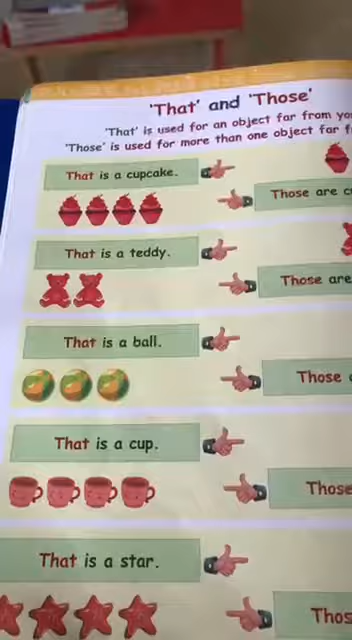 'That' and 'Those'
'That' is used for an object far from
'Those' is used for more than one object far
That is a cupcake.
Those are
That is a teddy.
Those are
That is a ball.
Those
That is a cup.
Those
That is a star.